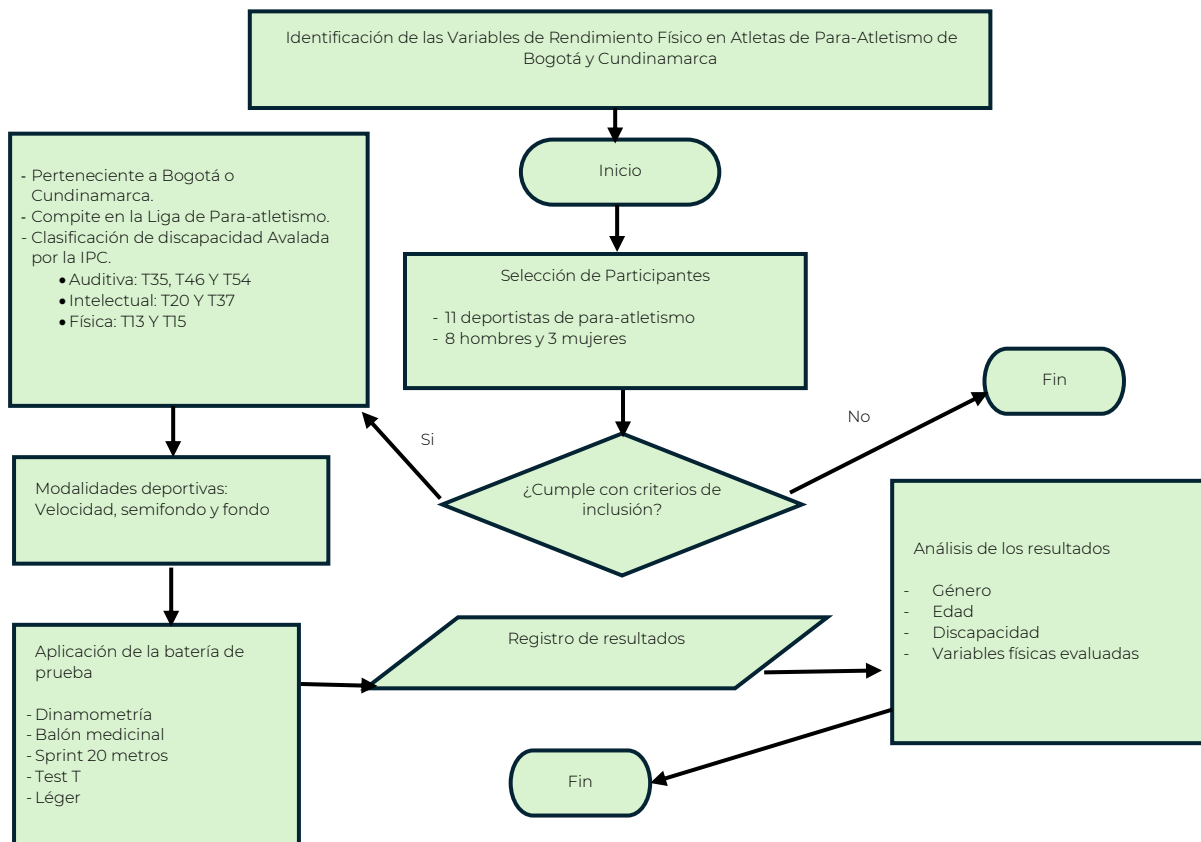 Identificación de las Variables de Rendimiento Físico en Atletas de Para-Atletismo de
Bogotá y Cundinamarca
Inicio
Selección de Participantes
- 11 deportistas de para-atletismo
- 8 hombres y 3 mujeres
¿Cumple con criterios de
inclusión?
No
Fin
Si
- Perteneciente a Bogotá o
Cundinamarca.
- Compite en la Liga de Para-atletismo.
- Clasificación de discapacidad Avalada
por la IPC.
• Auditiva: T35, T46 Y T54
• Intelectual: T20 Y T37
• Física: T13 Y T15
Modalidades deportivas:
Velocidad, semifondo y fondo
Aplicación de la batería de
prueba
- Dinamometría
- Balón medicinal
- Sprint 20 metros
- Test T
- Léger
Registro de resultados
Análisis de los resultados
- Género
- Edad
- Discapacidad
- Variables físicas evaluadas
Fin